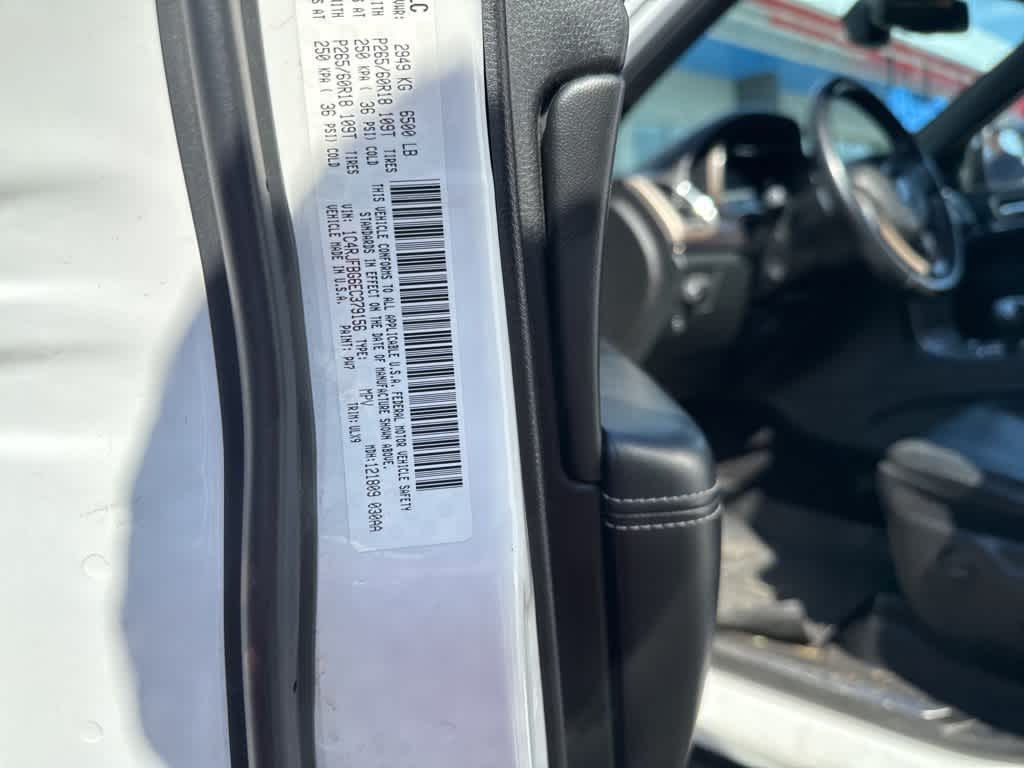 LLC
2949 KG 6500 LB
P265/60R18 109T TIRES
250 KPA ( 36 PSI) COLD
P265/60R18 109T TIRES
250 KPA ( 36 PSI) COLD
THIS VEHICLE CONFORMS TO ALL APPLICABLE U.S.A. FEDERAL MOTOR VEHICLE SAFETY
STANDARDS IN EFFECT ON THE DATE OF MANUFACTURE SHOWN ABOVE.
VIN: 1C4RJFBG6EC379156 TYPE: MPV MDH:121809 030AA
VEHICLE MADE IN U.S.A. PAINT: PW7 TRIM:ULX9